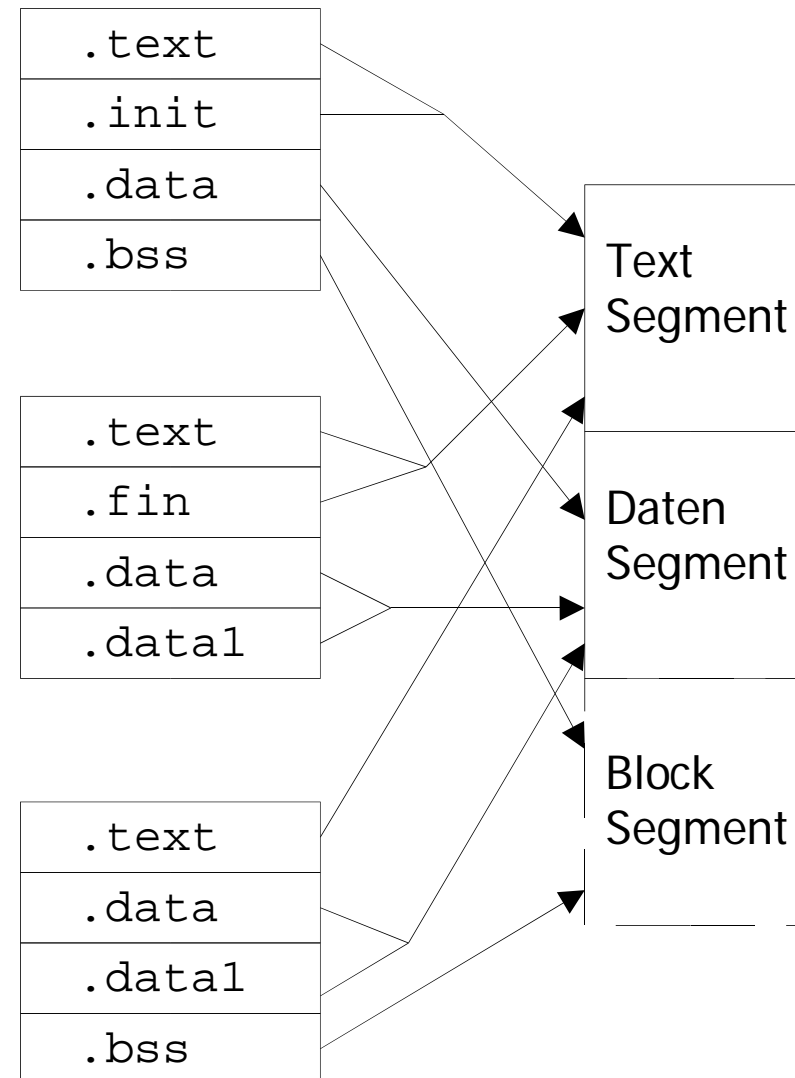 .text
.init
.data
.bss
.text
.fin
.data
.data1
.text
.data
.data1
.bss
Text
Segment
Daten
Segment
Block
Segment